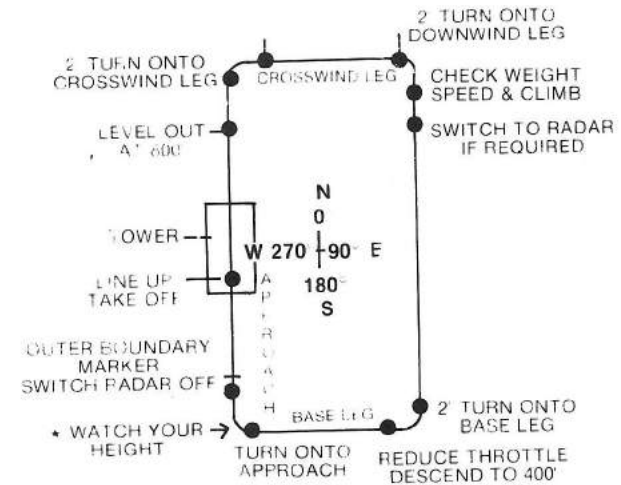 2 TURN ONTO
DOWNWIND LEG
2 TURN ONTO
CROSSWIND LEG
CROSSWIND LEG
CHECK WEIGHT
SPEED & CLIMB
LEVEL OUT
AT 600
SWITCH TO RADAR
IF REQUIRED
N
0
TOWER
W 270° 90° E
LINE UP
TAKE OFF
180°
S
APPROACH
OUTER BOUNDARY
MARKER
SWITCH RADAR OFF
* WATCH YOUR
HEIGHT
BASE LEG
2' TURN ONTO
BASE LEG
TURN ONTO
APPROACH
REDUCE THROTTLE
DESCEND TO 400'